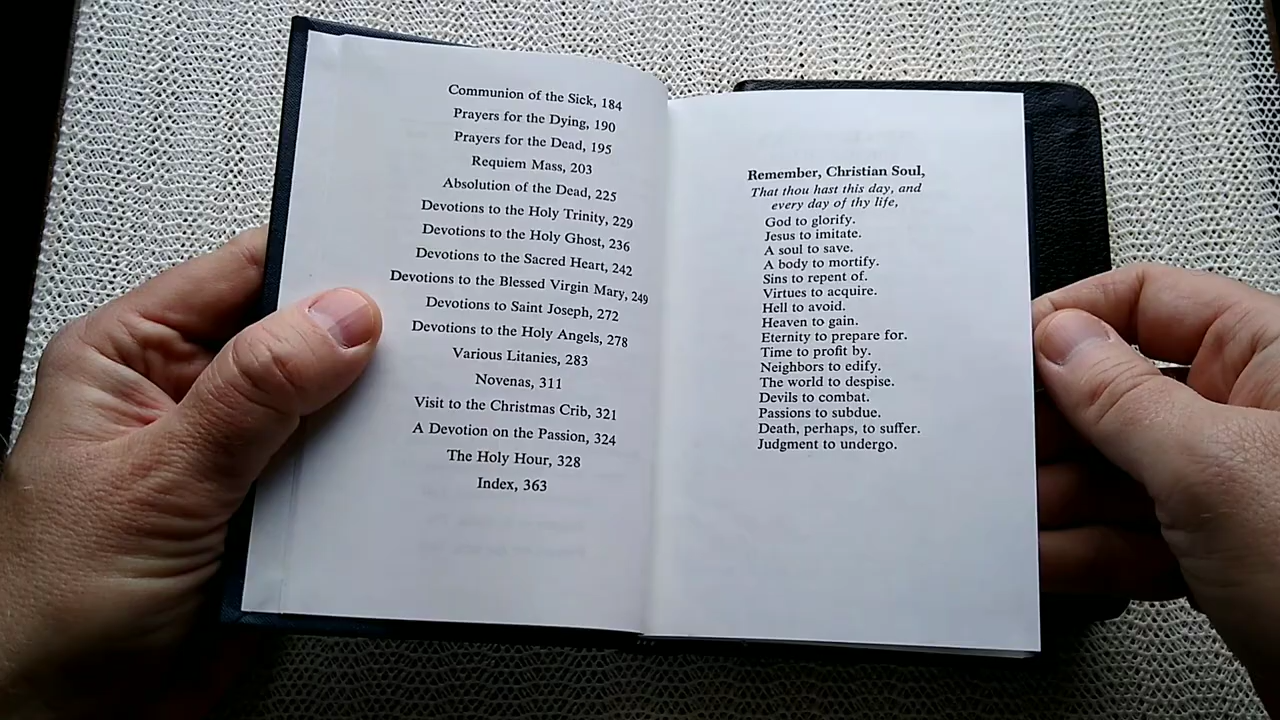 Communion of the Sick, 184
Prayers for the Dying, 190
Prayers for the Dead, 195
Requiem Mass, 203
Absolution of the Dead, 225
Devotions to the Holy Trinity, 229
Devotions to the Holy Ghost, 236
Devotions to the Sacred Heart, 242
Devotions to the Blessed Virgin Mary, 249
Devotions to Saint Joseph, 272
Devotions to the Holy Angels, 278
Various Litanies, 283
Novenas, 311
Visit to the Christmas Crib, 321
A Devotion on the Passion, 324
The Holy Hour, 328
Index, 363
Remember, Christian Soul,
That thou hast this day, and
every day of thy life,
God to glorify.
Jesus to imitate.
A soul to save.
A body to mortify.
Sins to repent of.
Virtues to acquire.
Hell to avoid.
Heaven to gain.
Eternity to prepare for.
Time to profit by.
Neighbors to edify.
The world to despise.
Devils to combat.
Passions to subdue.
Death, perhaps, to suffer.
Judgment to undergo.